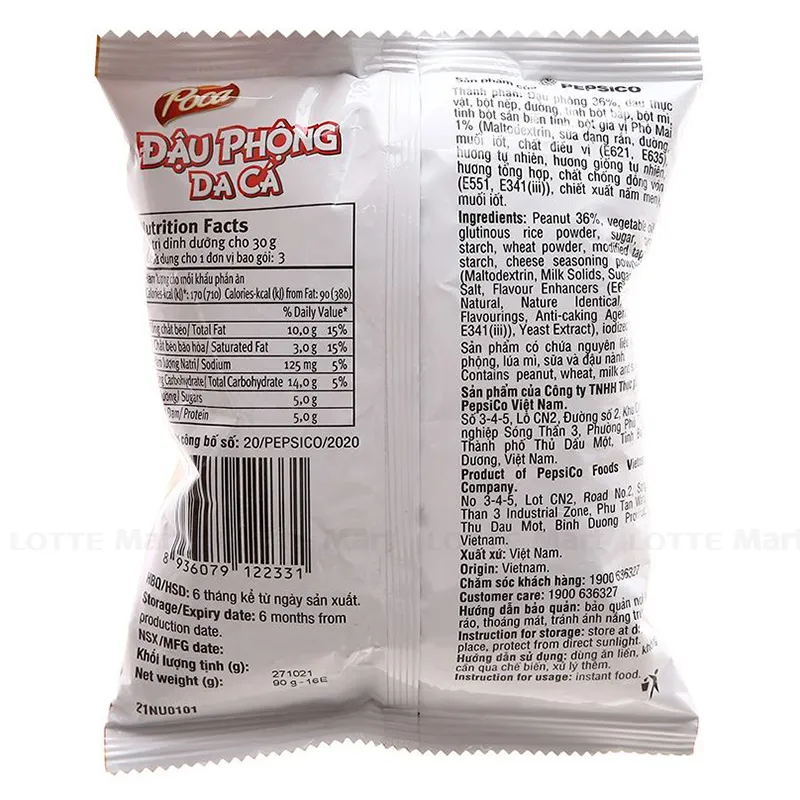 Poca
ĐẬU PHỘNG
DA CÁ
Nutrition Facts
trị dinh dưỡng cho 30 g
dụng cho 1 đơn vị bao gói: 3
lượng cho mỗi khẩu phần ăn
Calories-kcal (kJ)*: 170 (710) Calories-kcal (kJ) from Fat: 90 (380)
% Daily Value*
chất béo/ Total Fat 10,0 g 15%
Chất béo bão hòa/ Saturated Fat 3,0 g 15%
lượng Natri/ Sodium 125 mg 5%
Carbohydrate/ Total Carbohydrate 14,0 g 5%
Sugars 5,0 g
Đạm/ Protein 5,0 g
công bố số: 20/PEPSICO/2020
8 936079 122331
HBQ/HSD: 6 tháng kể từ ngày sản xuất.
Storage/Expiry date: 6 months from
production date.
NSX/MFG date:
Khối lượng tịnh (g):
Net weight (g):
271021
90 g-16E
21NU0101
Sản phẩm của PEPSICO
Thành phần: Đậu phộng 36%, dầu thực
vật, bột nếp, đường, tinh bột bắp, bột mì,
tinh bột sắn biến tính, bột gia vị Phô Mai
1% (Maltodextrin, sữa dạng rắn, đường,
muối iốt, chất điều vị (E621, E635),
hương tự nhiên, hương giống tự nhiên,
hương tổng hợp, chất chống đông vón
(E551, E341(iii)), chiết xuất nấm men),
muối iốt.
Ingredients: Peanut 36%, vegetable oil,
glutinous rice powder, sugar,
starch, wheat powder, modified
starch, cheese seasoning
(Maltodextrin, Milk Solids, Sugar,
Salt, Flavour Enhancers
Natural, Nature Identical,
Flavourings, Anti-caking
E341(iii)), Yeast Extract), iodized
Sản phẩm có chứa nguyên liệu
phộng, lúa mì, sữa và đậu nành
Contains peanut, wheat, milk and
Sản phẩm của Công ty TNHH Thực
PepsiCo Việt Nam.
Số 3-4-5, Lô CN2, Đường số 2, Khu
nghiệp Sóng Thần 3, Phường Phú
Thành phố Thủ Dầu Một, Tỉnh
Dương, Việt Nam.
Product of PepsiCo Foods
Company.
No 3-4-5, Lot CN2, Road No.2,
Than 3 Industrial Zone, Phu Tan
Thu Dau Mot, Binh Duong
Vietnam.
Xuất xứ: Việt Nam.
Origin: Vietnam.
Chăm sóc khách hàng: 1900 636327
Customer care: 1900 636327
Hướng dẫn bảo quản: bảo quản nơi
ráo, thoáng mát, tránh ánh nắng
Instruction for storage: store at
place, protect from direct sunlight.
Hướng dẫn sử dụng: dùng ăn liền,
cần qua chế biến, xử lý thêm.
Instruction for usage: instant food.
LOTTE Mart LOTTE Mart LOTTE Mart LOTTE Mart